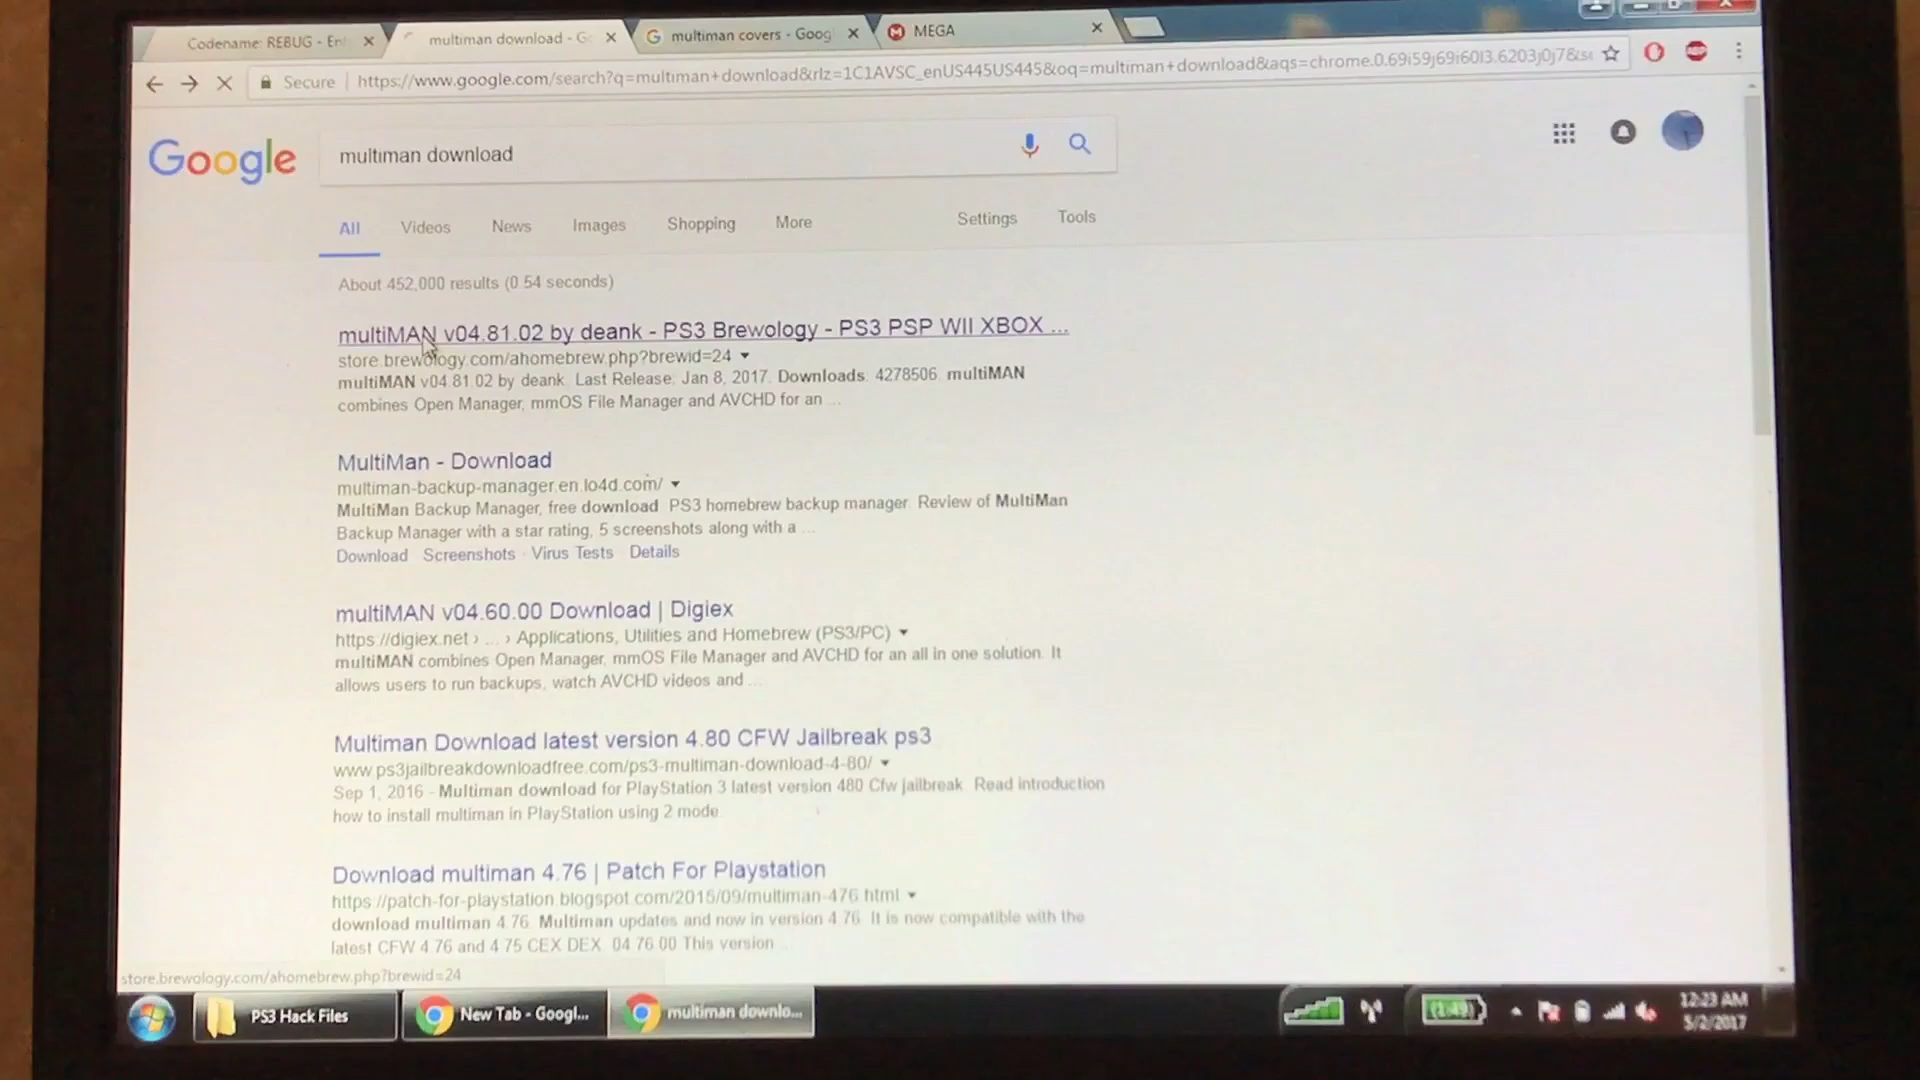 Codename: REBUG - Ent
multiman download - Go
multiman covers - Goog
MEGA
Secure
https://www.google.com/search?q=multiman+download&rlz=1C1AVSC_enUS445US445&oq=multiman+download&aqs=chrome.0.69i59j69i60l3.6203j0j7&s
Google
multiman download
All
Videos
News
Images
Shopping
More
Settings
Tools
About 452,000 results (0.54 seconds)
multiMAN v04.81.02 by deank - PS3 Brewology - PS3 PSP WII XBOX ...
store.brewology.com/ahomebrew.php?brewid=24
multiMAN v04.81.02 by deank. Last Release: Jan 8, 2017. Downloads. 4278506. multiMAN
combines Open Manager, mmOS File Manager and AVCHD for an ...
MultiMan - Download
multiman-backup-manager.en.lo4d.com/
MultiMan Backup Manager, free download. PS3 homebrew backup manager. Review of MultiMan
Backup Manager with a star rating, 5 screenshots along with a ...
Download Screenshots · Virus Tests · Details
multiMAN v04.60.00 Download | Digiex
https://digiex.net › ... › Applications, Utilities and Homebrew (PS3/PC)
multiMAN combines Open Manager, mmOS File Manager and AVCHD for an all in one solution. It
allows users to run backups, watch AVCHD videos and ...
Multiman Download latest version 4.80 CFW Jailbreak ps3
www.ps3jailbreakdownloadfree.com/ps3-multiman-download-4-80/
Sep 1, 2016 - Multiman download for PlayStation 3 latest version 480 Cfw jailbreak. Read introduction
how to install multiman in PlayStation using 2 mode.
Download multiman 4.76 | Patch For Playstation
https://patch-for-playstation.blogspot.com/2015/09/multiman-476.html
download multiman 4.76. Multiman updates and now in version 4.76. It is now compatible with the
latest CFW 4.76 and 4.75 CEX DEX. 04.76.00 This version ...
store.brewology.com/ahomebrew.php?brewid=24
PS3 Hack Files
New Tab - Googl...
multiman downlo...
(1:49)
12:23 AM
5/2/2017